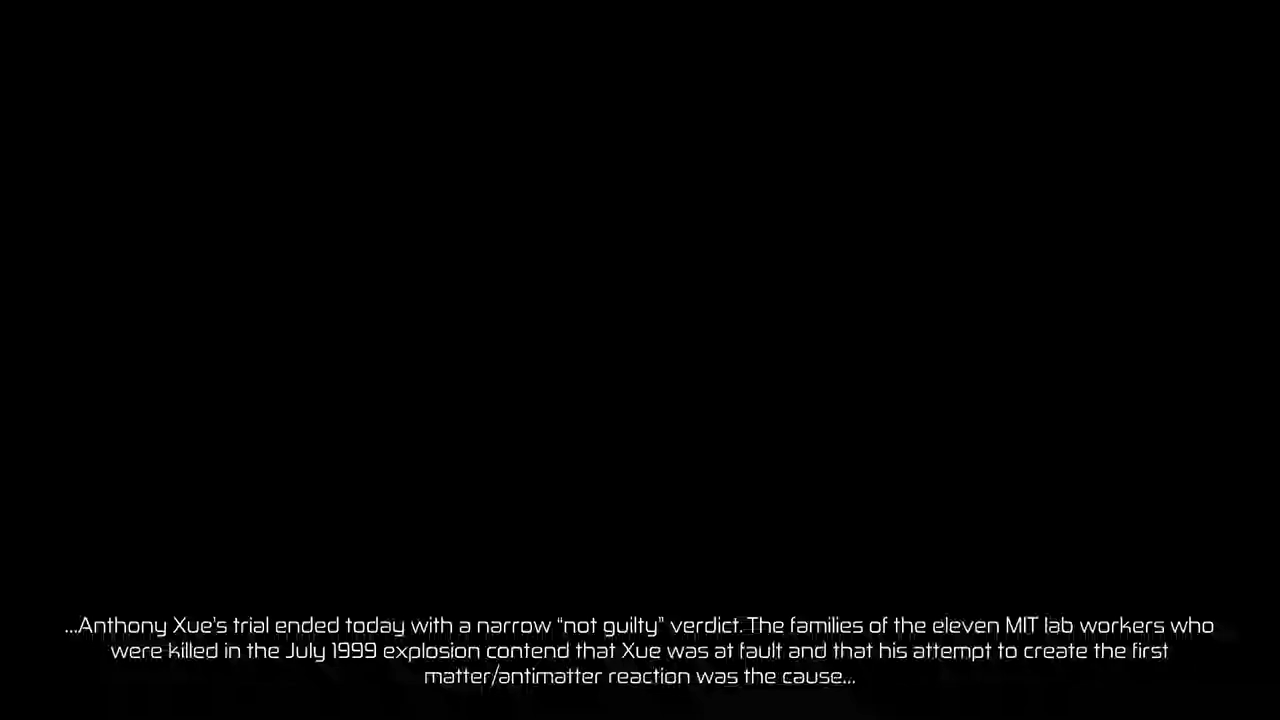 ...Anthony Xue's trial ended today with a narrow “not guilty” verdict. The families of the eleven MIT lab workers who
were killed in the July 1999 explosion contend that Xue was at fault and that his attempt to create the first
matter/antimatter reaction was the cause...